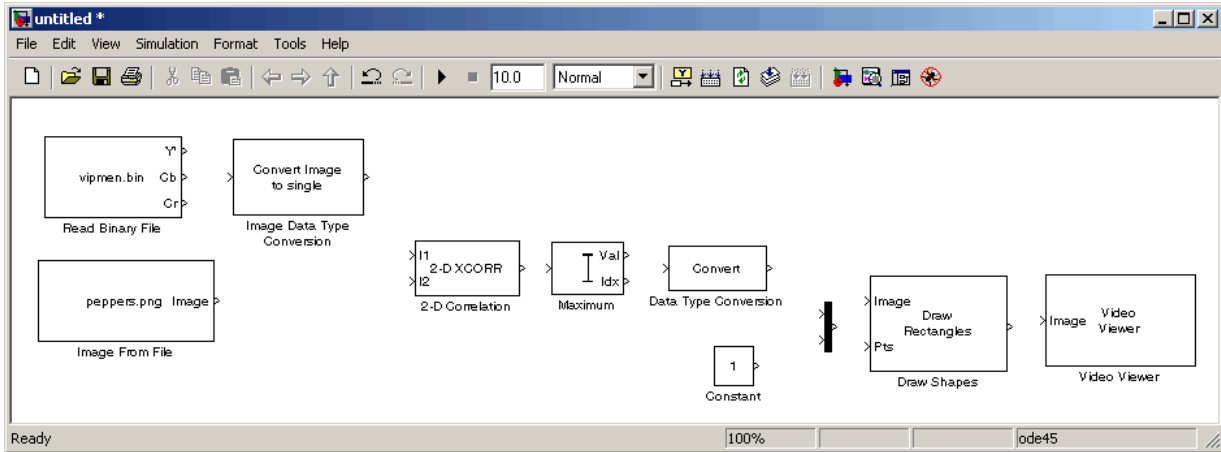 untitled *
File Edit View Simulation Format Tools Help
10.0 Normal
Y'
vipmen.bin Cb
Cr
Read Binary File
Convert Image
to single
Image Data Type
Conversion
peppers.png Image
Image From File
I1
2-D XCORR
I2
2-D Correlation
Val
Idx
Maximum
Convert
Data Type Conversion
1
Constant
Image
Draw
Rectangles
Pts
Draw Shapes
Image
Video
Viewer
Video Viewer
Ready 100% ode45